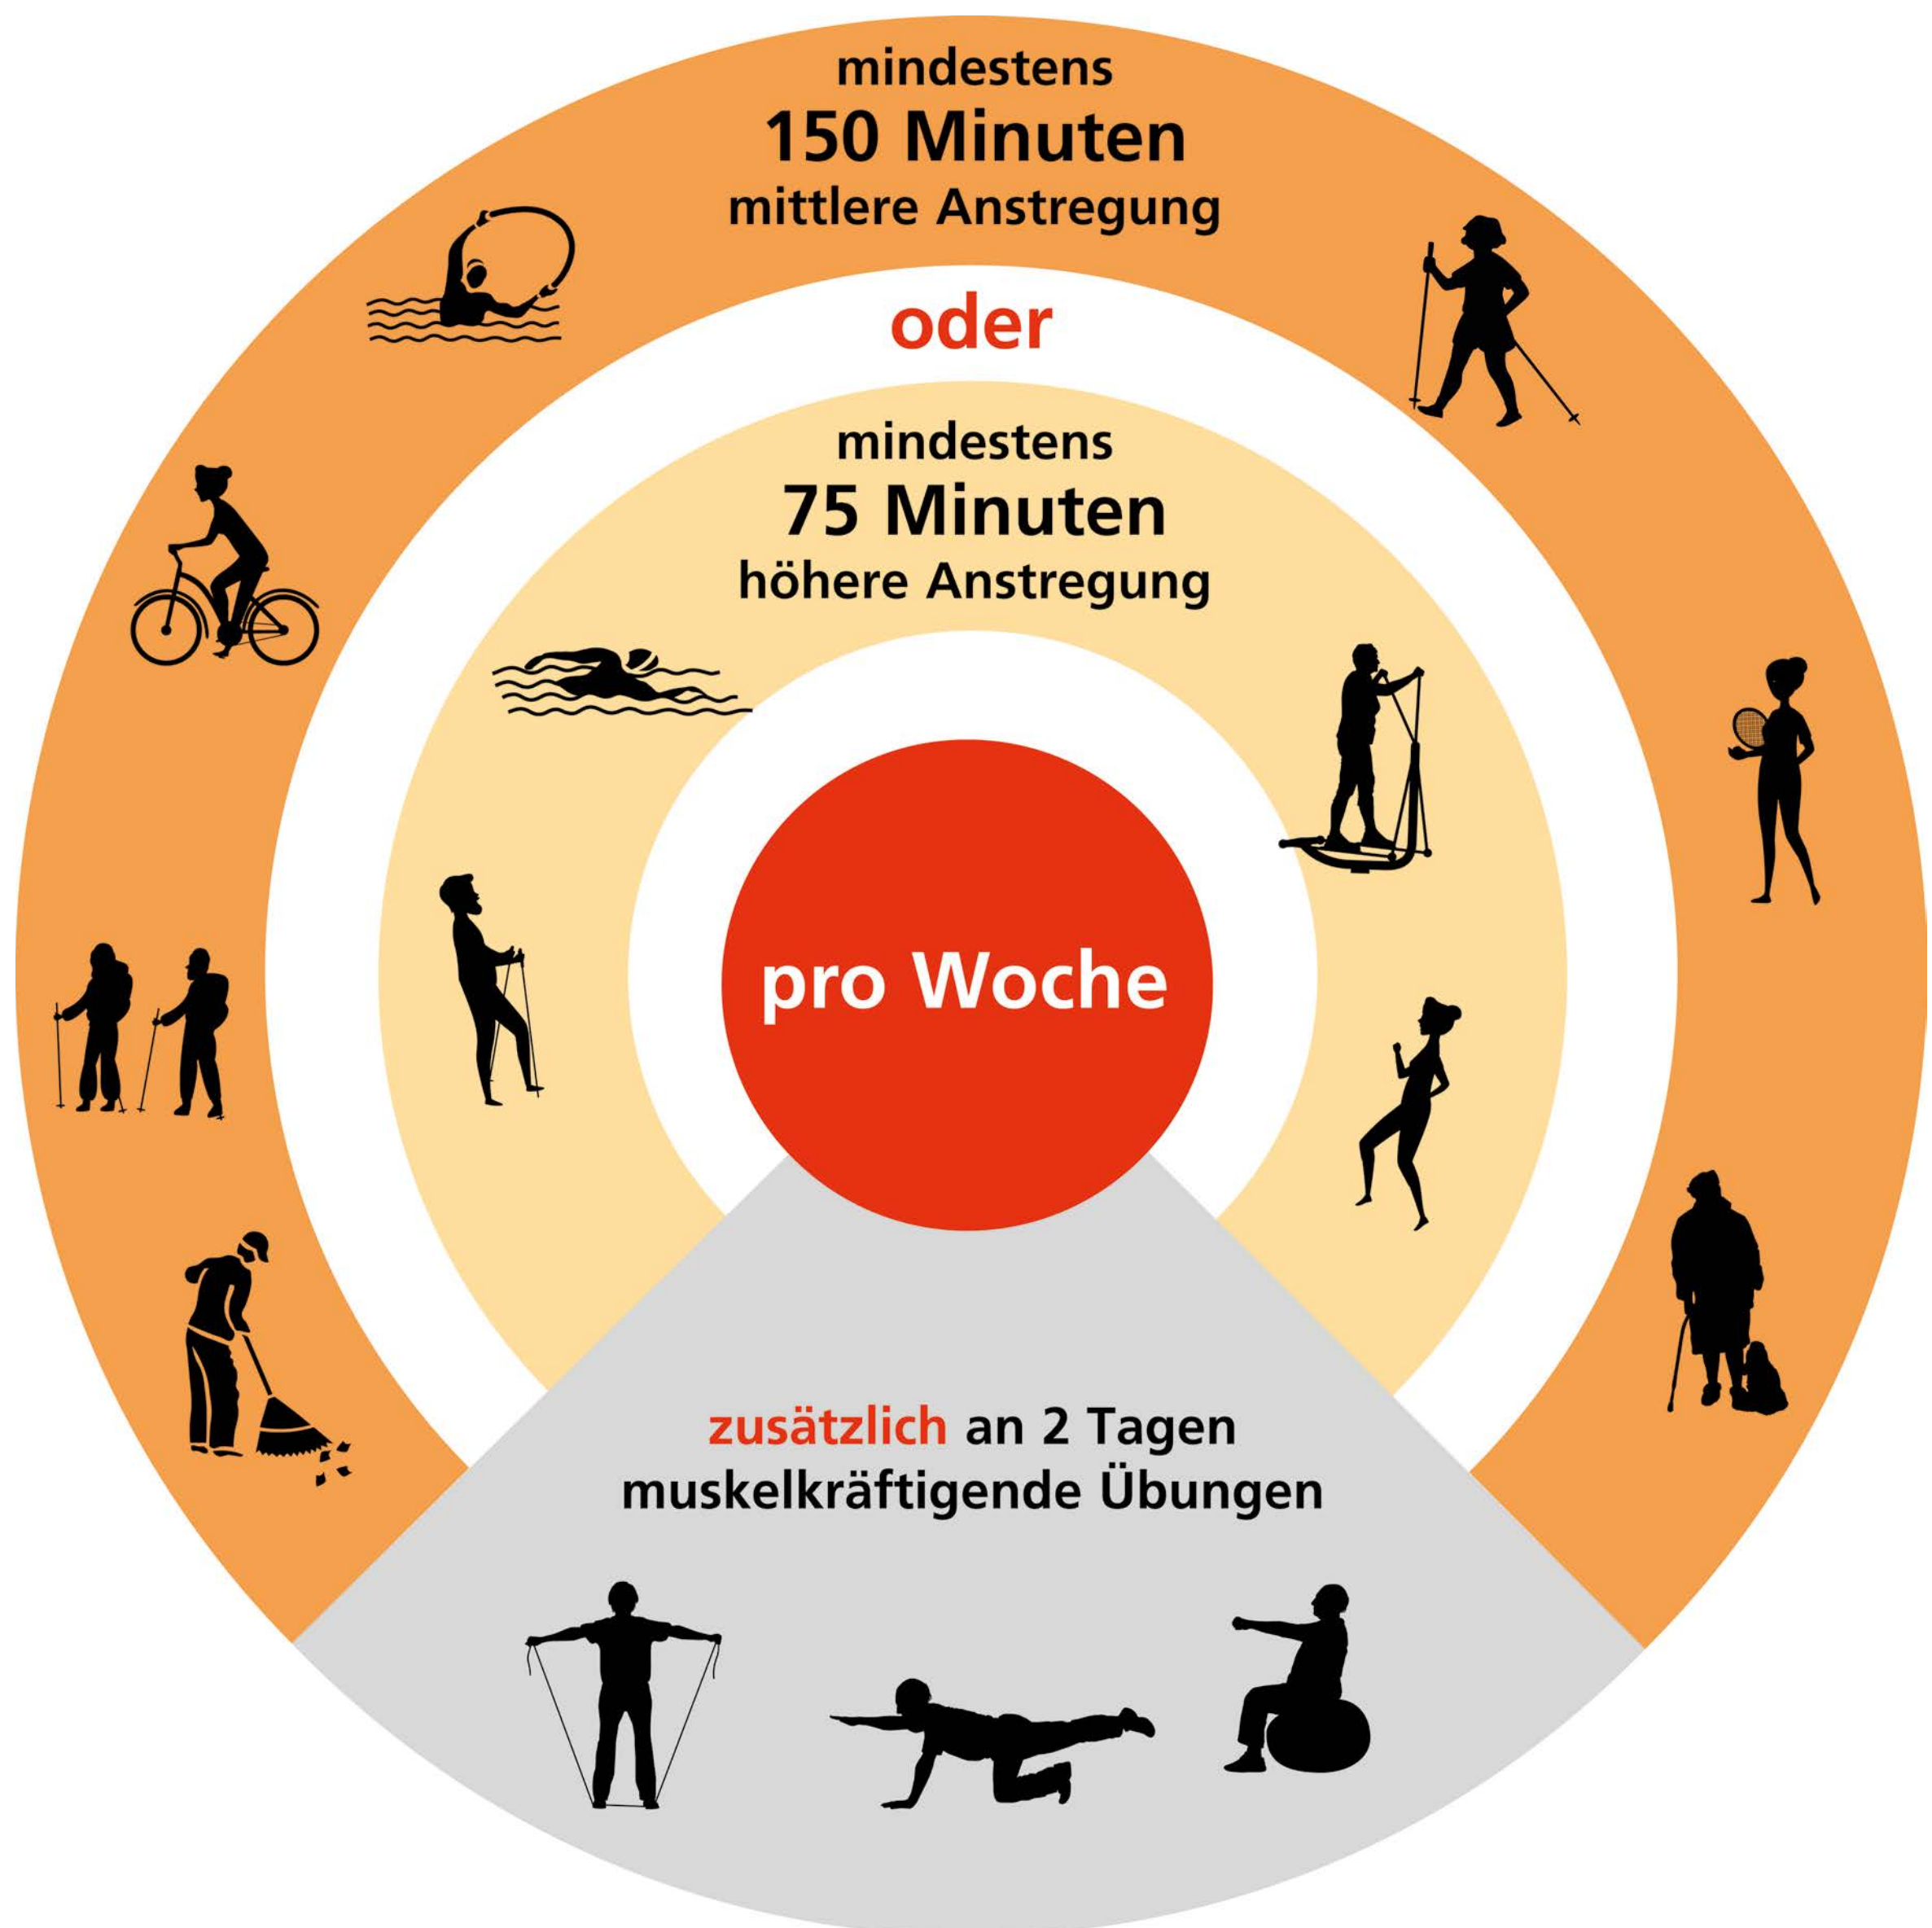 mindestens
150 Minuten
mittlere Anstregung
oder
mindestens
75 Minuten
höhere Anstregung
pro Woche
zusätzlich an 2 Tagen
muskelkräftigende Übungen